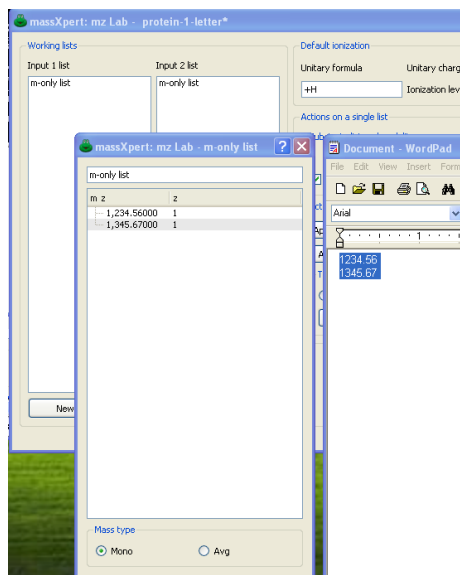 massXpert: mz Lab - protein-1-letter*
Working lists
Input 1 list
Input 2 list
m-only list
m-only list
Default ionization
Unitary formula
Unitary charg
+H
Ionization lev
Actions on a single list
New
massXpert: mz Lab - m-only list
m-only list
m z
z
1,234.56000 1
1,345.67000 1
Mass type
Mono
Avg
Document - WordPad
File Edit View Insert Form
Arial
1
1234.56
1345.67